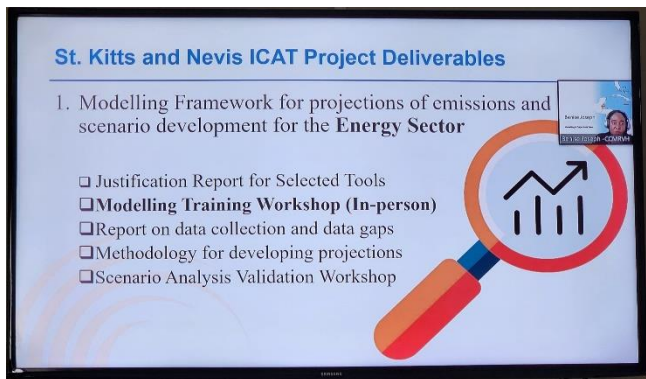 St. Kitts and Nevis ICAT Project Deliverables
1. Modelling Framework for projections of emissions and
scenario development for the Energy Sector
❑ Justification Report for Selected Tools
❑Modelling Training Workshop (In-person)
❑Report on data collection and data gaps
❑Methodology for developing projections
❑Scenario Analysis Validation Workshop
SAMSUNG